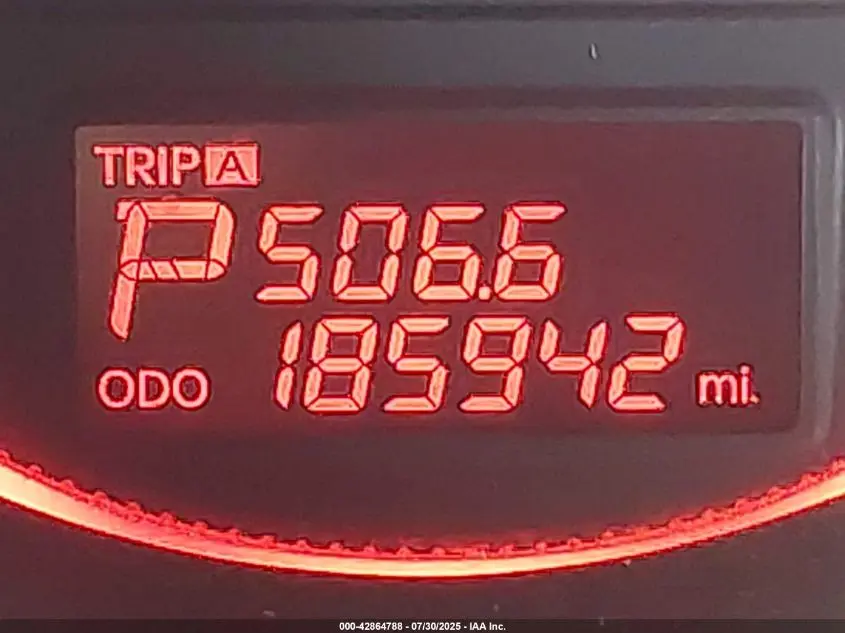 TRIP A
P 506.6
185942
ODO mi.
000-42864788 - 07/30/2025 - IAA Inc.